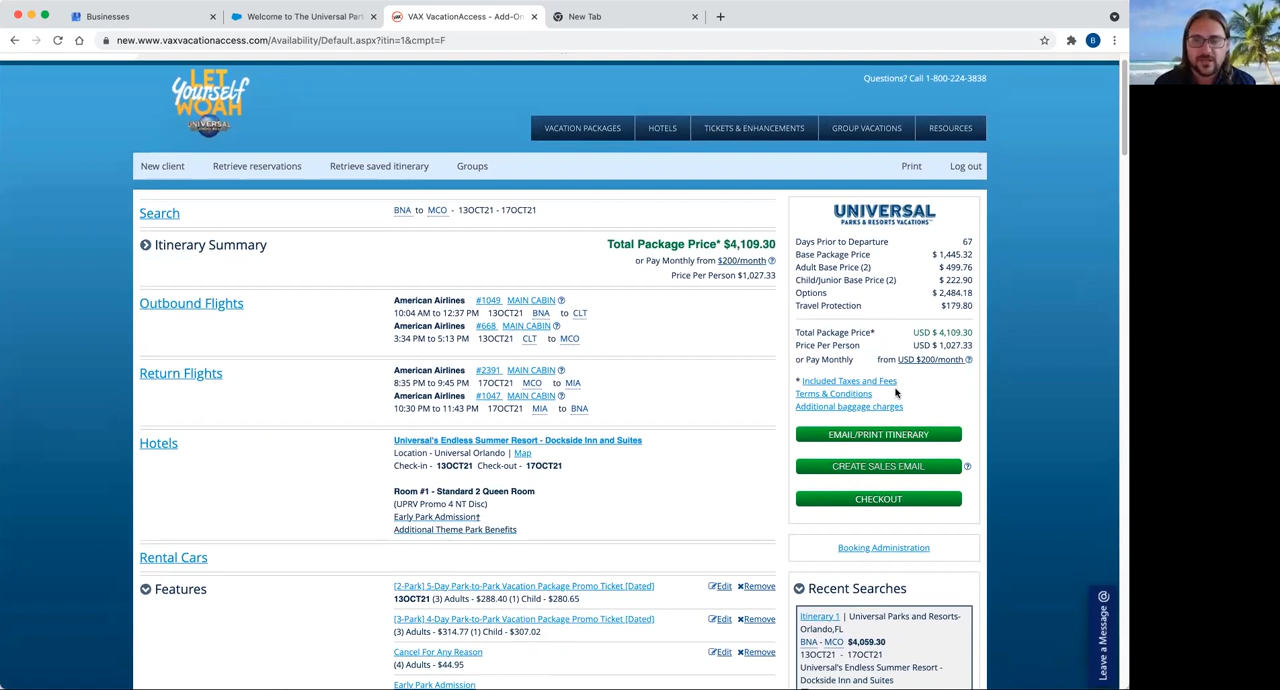 Businesses
Welcome to The Universal Par
VAX VacationAccess - Add-On
New Tab
new.www.vaxvacationaccess.com/Availability/Default.aspx?itin=1&cmpt=F
B
LET
Yourself
WOAH
UNIVERSAL
Questions? Call 1-800-224-3838
VACATION PACKAGES HOTELS TICKETS & ENHANCEMENTS GROUP VACATIONS RESOURCES
New client Retrieve reservations Retrieve saved itinerary Groups Print Log out
Search BNA to MCO - 13OCT21 - 17OCT21
Itinerary Summary Total Package Price* $4,109.30
or Pay Monthly from $200/month
Price Per Person $1,027.33
Outbound Flights
American Airlines #1049 MAIN CABIN
10:04 AM to 12:37 PM 13OCT21 BNA to CLT
American Airlines #668 MAIN CABIN
3:34 PM to 5:13 PM 13OCT21 CLT to MCO
Return Flights
American Airlines #2391 MAIN CABIN
8:35 PM to 9:45 PM 17OCT21 MCO to MIA
American Airlines #1047 MAIN CABIN
10:30 PM to 11:43 PM 17OCT21 MIA to BNA
Hotels
Universal's Endless Summer Resort - Dockside Inn and Suites
Location - Universal Orlando | Map
Check-in - 13OCT21 Check-out - 17OCT21
Room #1 - Standard 2 Queen Room
(UPRV Promo 4 NT Disc)
Early Park Admission†
Additional Theme Park Benefits
Rental Cars
Features
[2-Park] 5-Day Park-to-Park Vacation Package Promo Ticket [Dated] Edit Remove
13OCT21 (3) Adults - $288.40 (1) Child - $280.65
[3-Park] 4-Day Park-to-Park Vacation Package Promo Ticket [Dated] Edit Remove
(3) Adults - $314.77 (1) Child - $307.02
Cancel For Any Reason Edit Remove
(4) Adults - $44.95
Early Park Admission
UNIVERSAL
PARKS & RESORTS VACATIONS
Days Prior to Departure 67
Base Package Price $ 1,445.32
Adult Base Price (2) $ 499.76
Child/Junior Base Price (2) $ 222.90
Options $ 2,484.18
Travel Protection $179.80
Total Package Price* USD $ 4,109.30
Price Per Person USD $ 1,027.33
or Pay Monthly from USD $200/month
* Included Taxes and Fees
Terms & Conditions
Additional baggage charges
EMAIL/PRINT ITINERARY
CREATE SALES EMAIL
CHECKOUT
Booking Administration
Recent Searches
Itinerary 1 | Universal Parks and Resorts-
Orlando,FL
BNA - MCO $4,059.30
13OCT21 - 17OCT21
Universal's Endless Summer Resort -
Dockside Inn and Suites
Leave a Message @